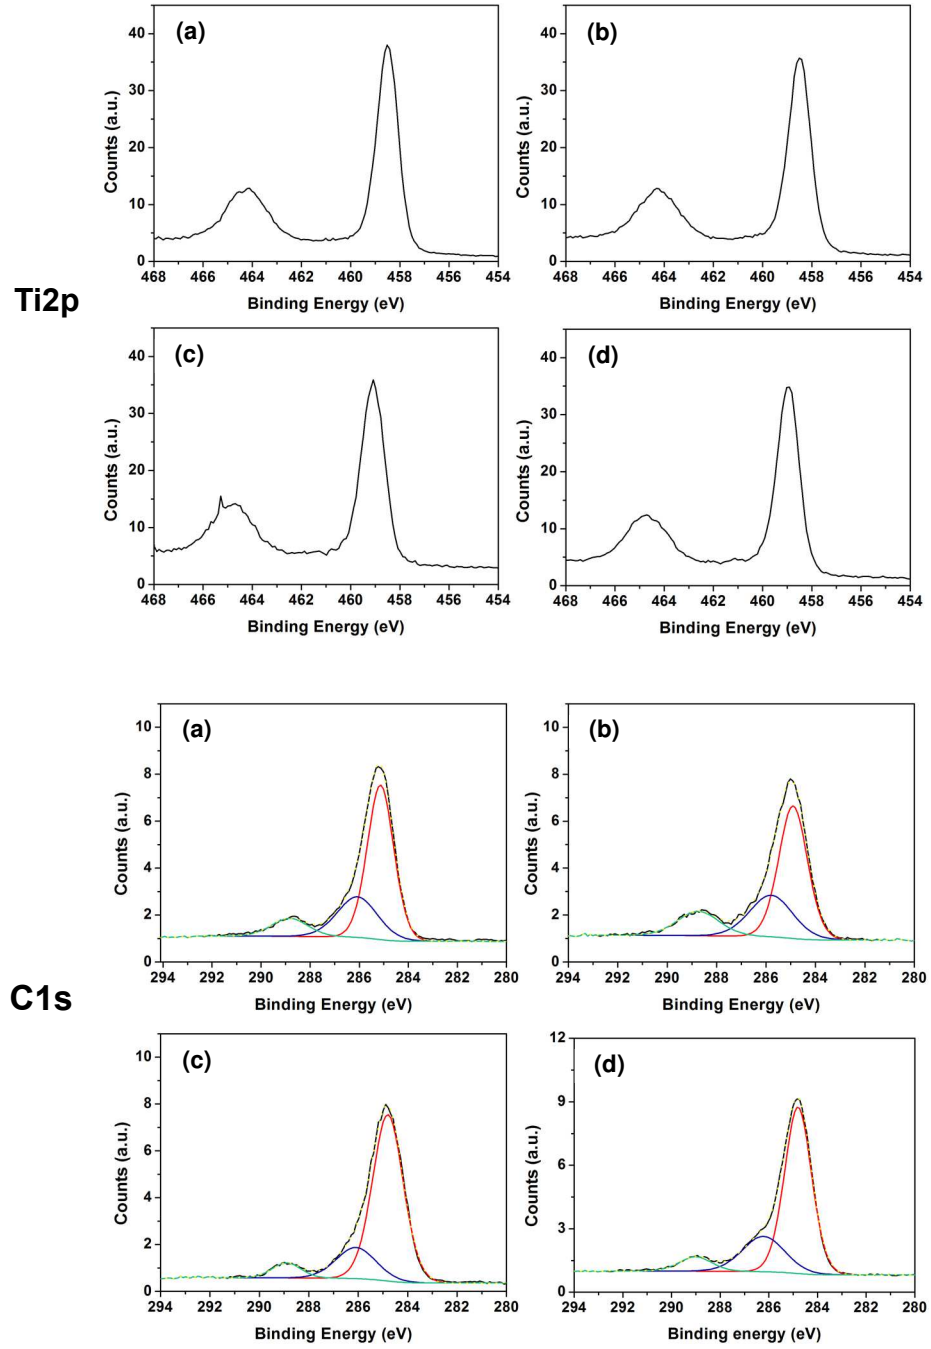 (a)
(b)
40
30
20
10
0
Counts (a.u.)
468 466 464 462 460 458 456 454
Binding Energy (eV)
40
30
20
10
0
Counts (a.u.)
468 466 464 462 460 458 456 454
Binding Energy (eV)
Ti2p
(c)
(d)
40
30
20
10
0
Counts (a.u.)
468 466 464 462 460 458 456 454
Binding Energy (eV)
40
30
20
10
0
Counts (a.u.)
468 466 464 462 460 458 456 454
Binding Energy (eV)
(a)
(b)
10
8
6
4
2
0
Counts (a.u.)
294 292 290 288 286 284 282 280
Binding Energy (eV)
10
8
6
4
2
0
Counts (a.u.)
294 292 290 288 286 284 282 280
Binding Energy (eV)
C1s
(c)
(d)
10
8
6
4
2
0
Counts (a.u.)
294 292 290 288 286 284 282 280
Binding Energy (eV)
12
9
6
3
0
Counts (a.u.)
294 292 290 288 286 284 282 280
Binding energy (eV)